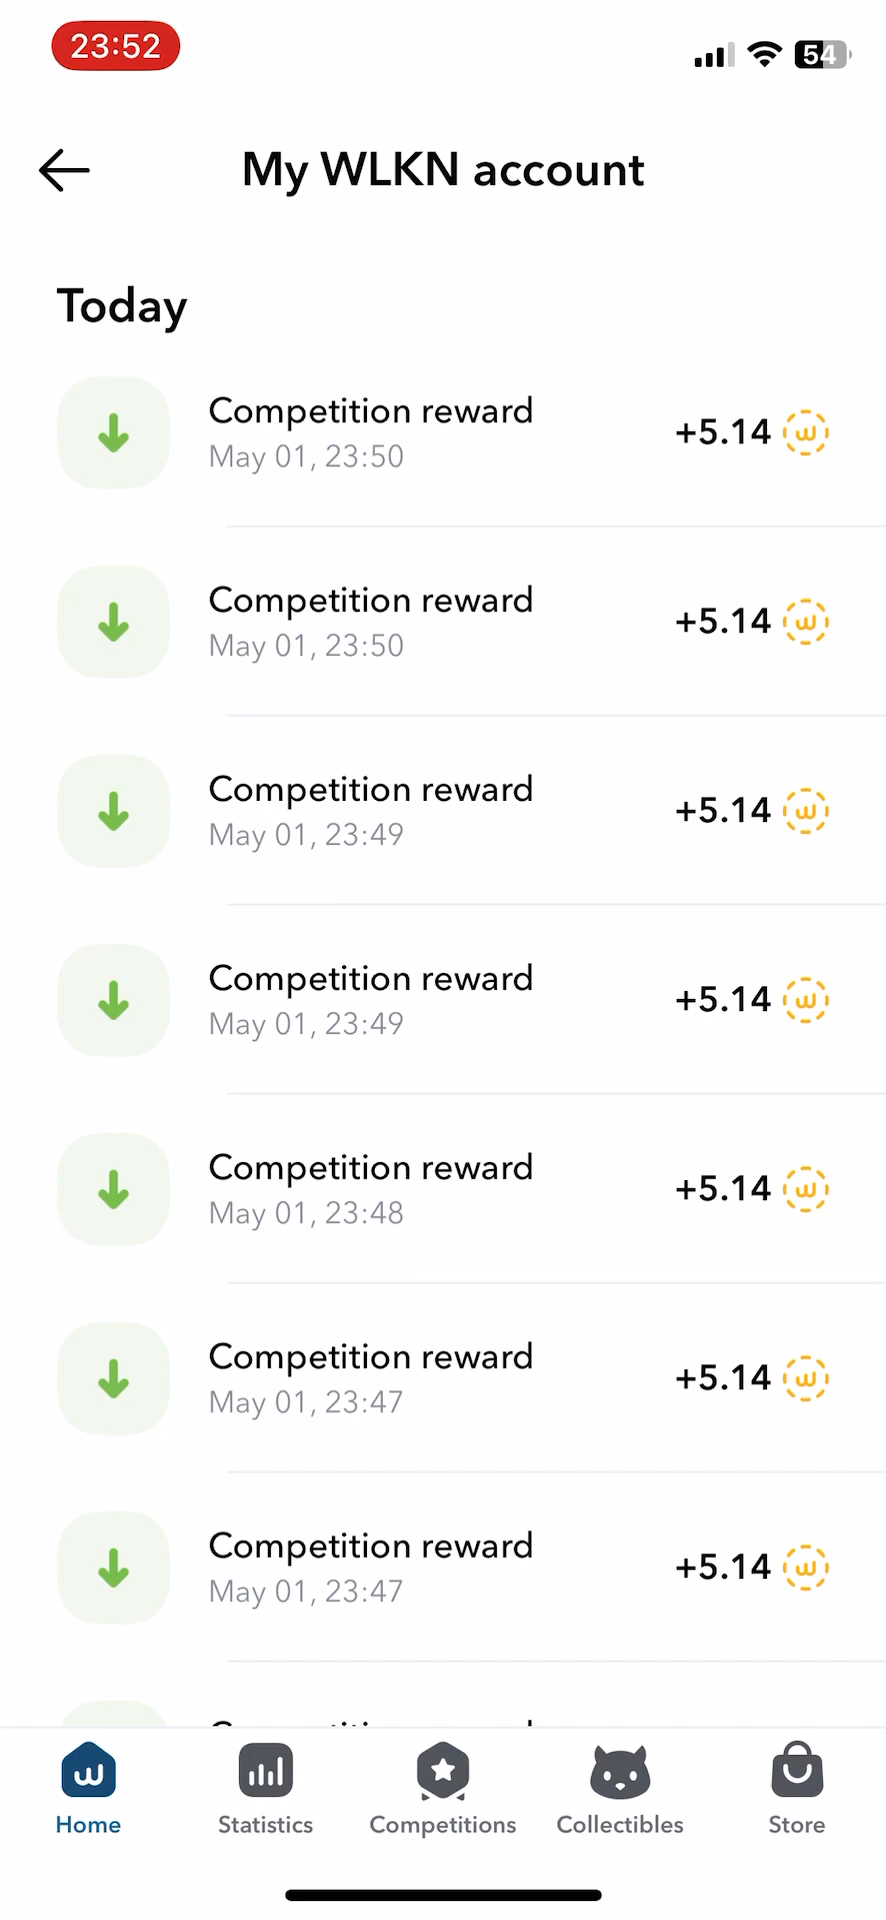 23:52
54
My WLKN account
Today
Competition reward
May 01, 23:50
+5.14
Competition reward
May 01, 23:50
+5.14
Competition reward
May 01, 23:49
+5.14
Competition reward
May 01, 23:49
+5.14
Competition reward
May 01, 23:48
+5.14
Competition reward
May 01, 23:47
+5.14
Competition reward
May 01, 23:47
+5.14
Home
Statistics
Competitions
Collectibles
Store